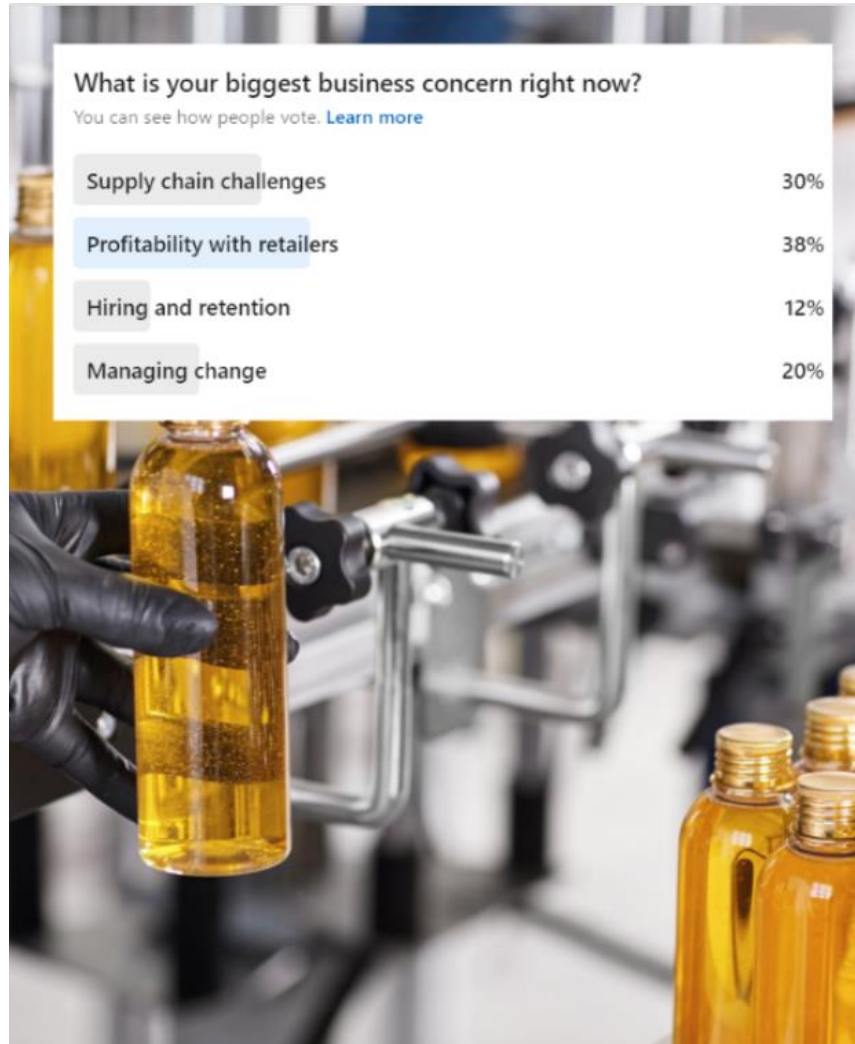 What is your biggest business concern right now?
You can see how people vote. Learn more
Supply chain challenges 30%
Profitability with retailers 38%
Hiring and retention 12%
Managing change 20%